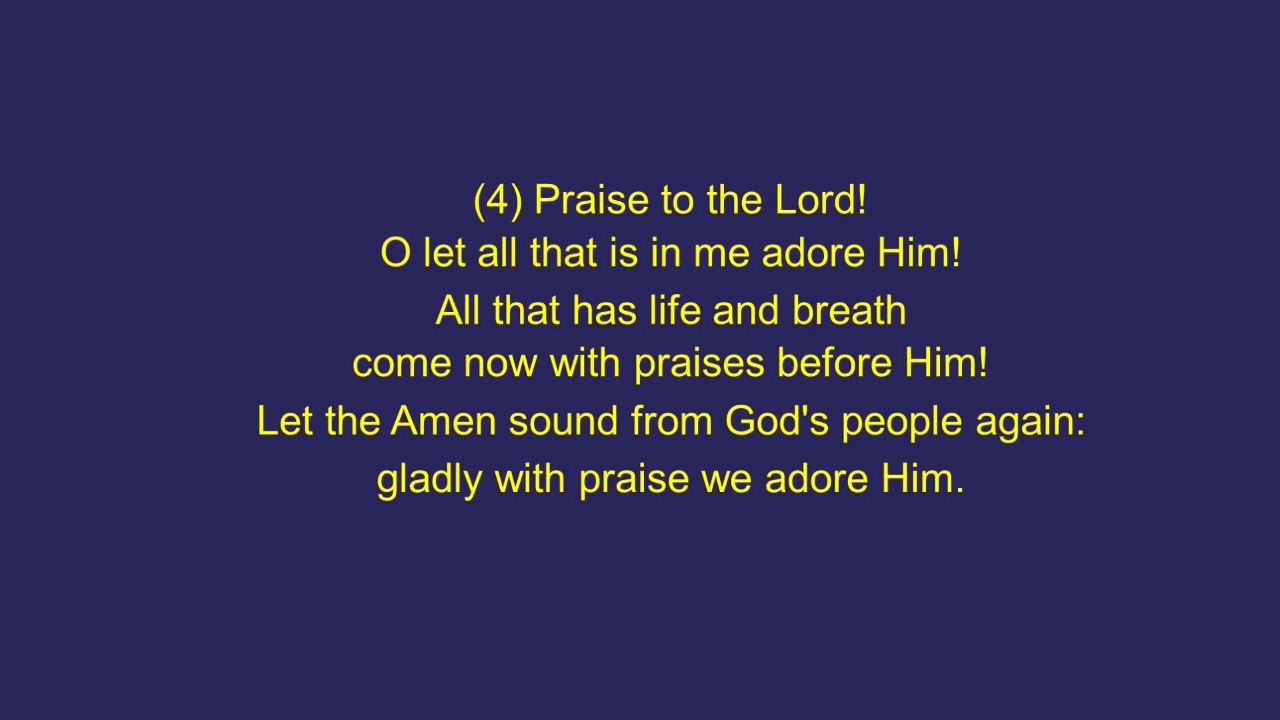 (4) Praise to the Lord!
O let all that is in me adore Him!
All that has life and breath
come now with praises before Him!
Let the Amen sound from God's people again:
gladly with praise we adore Him.